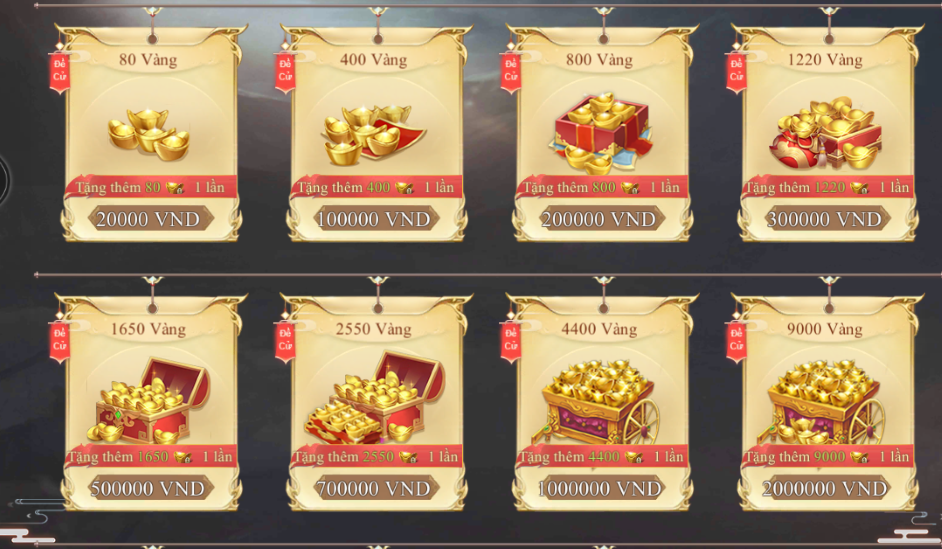 80 Vàng
Đề
Cử
Tặng thêm 80 1 lần
20000 VND
400 Vàng
Đề
Cử
Tặng thêm 400 1 lần
100000 VND
800 Vàng
Đề
Cử
Tặng thêm 800 1 lần
200000 VND
1220 Vàng
Đề
Cử
Tặng thêm 1220 1 lần
300000 VND
1650 Vàng
Đề
Cử
Tặng thêm 1650 1 lần
500000 VND
2550 Vàng
Đề
Cử
Tặng thêm 2550 1 lần
700000 VND
4400 Vàng
Đề
Cử
Tặng thêm 4400 1 lần
1000000 VND
9000 Vàng
Đề
Cử
Tặng thêm 9000 1 lần
2000000 VND